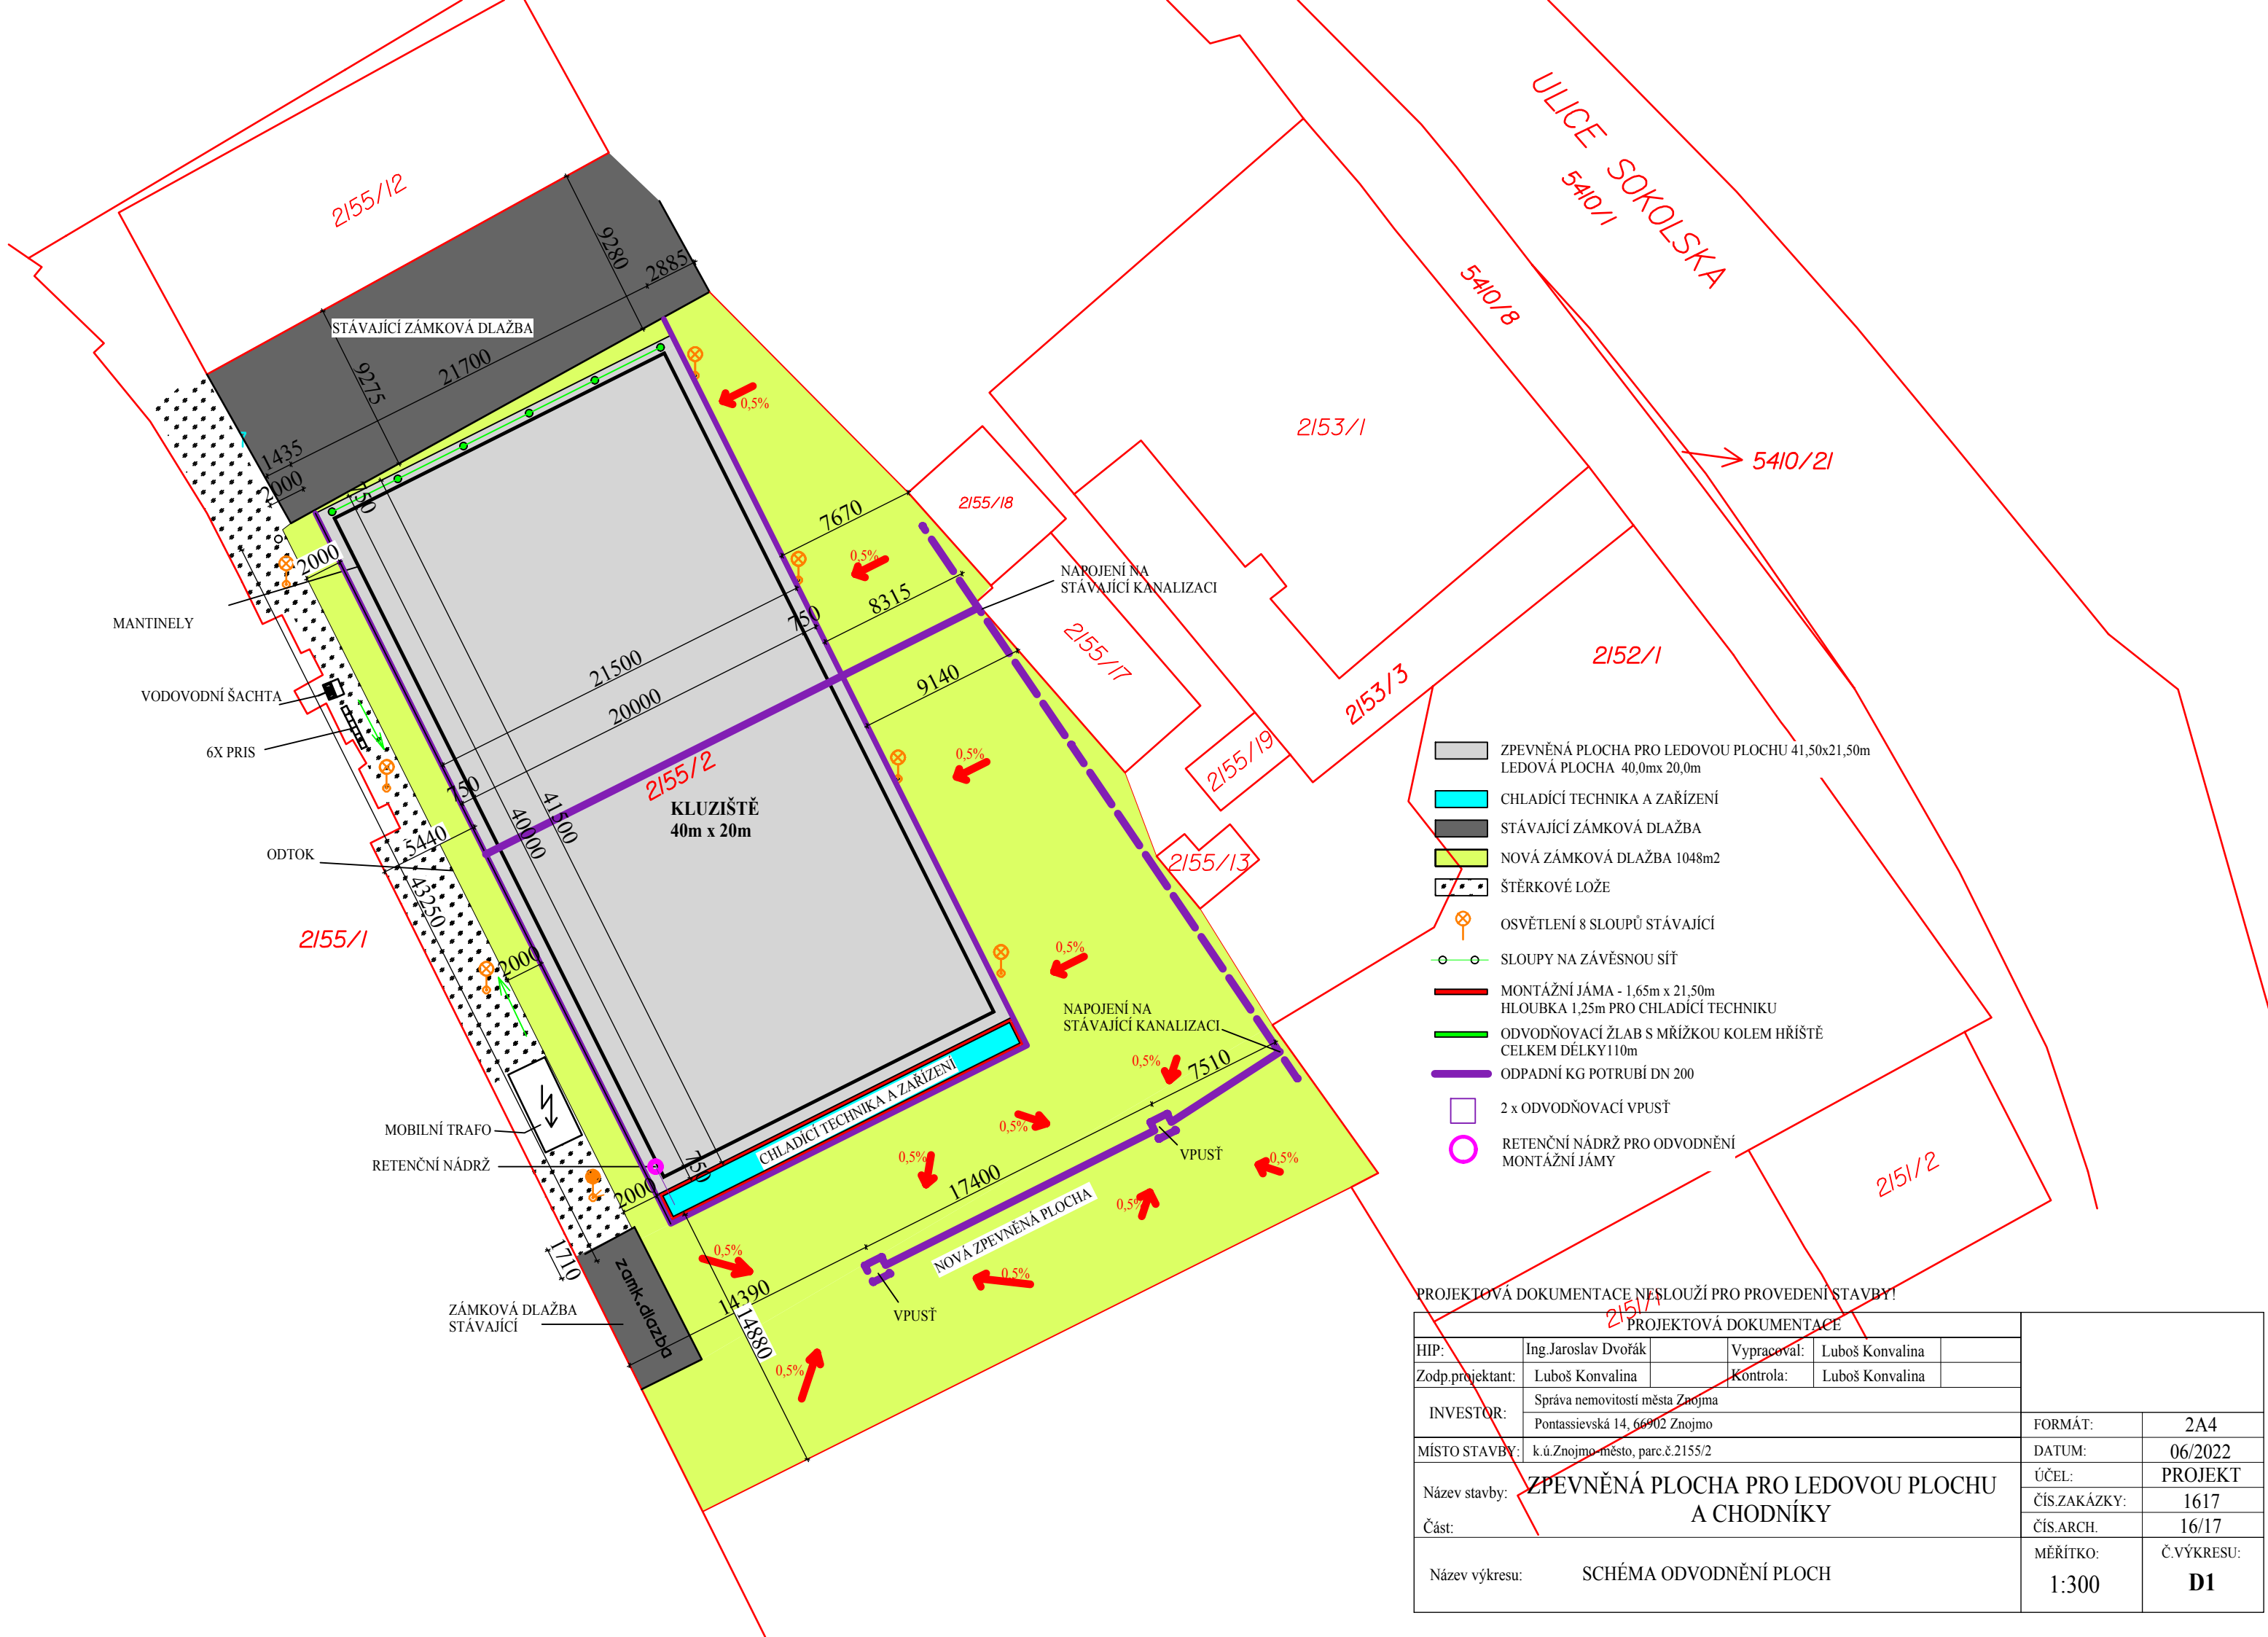 2155/12
9280
2885
STÁVAJÍCÍ ZÁMKOVÁ DLAŽBA
21700
9275
1435
2000
750
0,5%
ULICE SOKOLSKA
5410/1
5410/8
2153/1
5410/21
2155/18
7670
0,5%
2000
NAPOJENÍ NA
STÁVAJÍCÍ KANALIZACI
8315
750
MANTINELY
2155/17
21500
9140
2152/1
2153/3
VODOVODNÍ ŠACHTA
20000
6X PRIS
2155/2
0,5%
2155/19
750
KLUZIŠTĚ
40m x 20m
40000
41500
5440
ODTOK
2155/13
43250
2155/1
2000
0,5%
NAPOJENÍ NA
STÁVAJÍCÍ KANALIZACI
CHLADÍCÍ TECHNIKA A ZAŘÍZENÍ
0,5%
7510
MOBILNÍ TRAFO
0,5%
RETENČNÍ NÁDRŽ
750
0,5%
VPUSŤ
0,5%
2000
17400
0,5%
NOVÁ ZPEVNĚNÁ PLOCHA
1710
zamk.dlazba
0,5%
0,5%
14390
ZÁMKOVÁ DLAŽBA
STÁVAJÍCÍ
14880
VPUSŤ
0,5%
ZPEVNĚNÁ PLOCHA PRO LEDOVOU PLOCHU 41,50x21,50m
LEDOVÁ PLOCHA 40,0mx 20,0m
CHLADÍCÍ TECHNIKA A ZAŘÍZENÍ
STÁVAJÍCÍ ZÁMKOVÁ DLAŽBA
NOVÁ ZÁMKOVÁ DLAŽBA 1048m2
ŠTĚRKOVÉ LOŽE
OSVĚTLENÍ 8 SLOUPŮ STÁVAJÍCÍ
SLOUPY NA ZÁVĚSNOU SÍŤ
MONTÁŽNÍ JÁMA - 1,65m x 21,50m
HLOUBKA 1,25m PRO CHLADÍCÍ TECHNIKU
ODVODŇOVACÍ ŽLAB S MŘÍŽKOU KOLEM HŘÍŠTĚ
CELKEM DÉLKY110m
ODPADNÍ KG POTRUBÍ DN 200
2 x ODVODŇOVACÍ VPUSŤ
RETENČNÍ NÁDRŽ PRO ODVODNĚNÍ
MONTÁŽNÍ JÁMY
2151/2
2151/1
PROJEKTOVÁ DOKUMENTACE NESLOUŽÍ PRO PROVEDENÍ STAVBY!
PROJEKTOVÁ DOKUMENTACE
HIP: Ing.Jaroslav Dvořák Vypracoval: Luboš Konvalina
Zodp.projektant: Luboš Konvalina Kontrola: Luboš Konvalina
INVESTOR: Správa nemovitostí města Znojma
Pontassievská 14, 66902 Znojmo
MÍSTO STAVBY: k.ú.Znojmo-město, parc.č.2155/2
Název stavby: ZPEVNĚNÁ PLOCHA PRO LEDOVOU PLOCHU
A CHODNÍKY
Část:
Název výkresu: SCHÉMA ODVODNĚNÍ PLOCH
FORMÁT: 2A4
DATUM: 06/2022
ÚČEL: PROJEKT
ČÍS.ZAKÁZKY: 1617
ČÍS.ARCH. 16/17
MĚŘÍTKO: Č.VÝKRESU:
1:300 D1